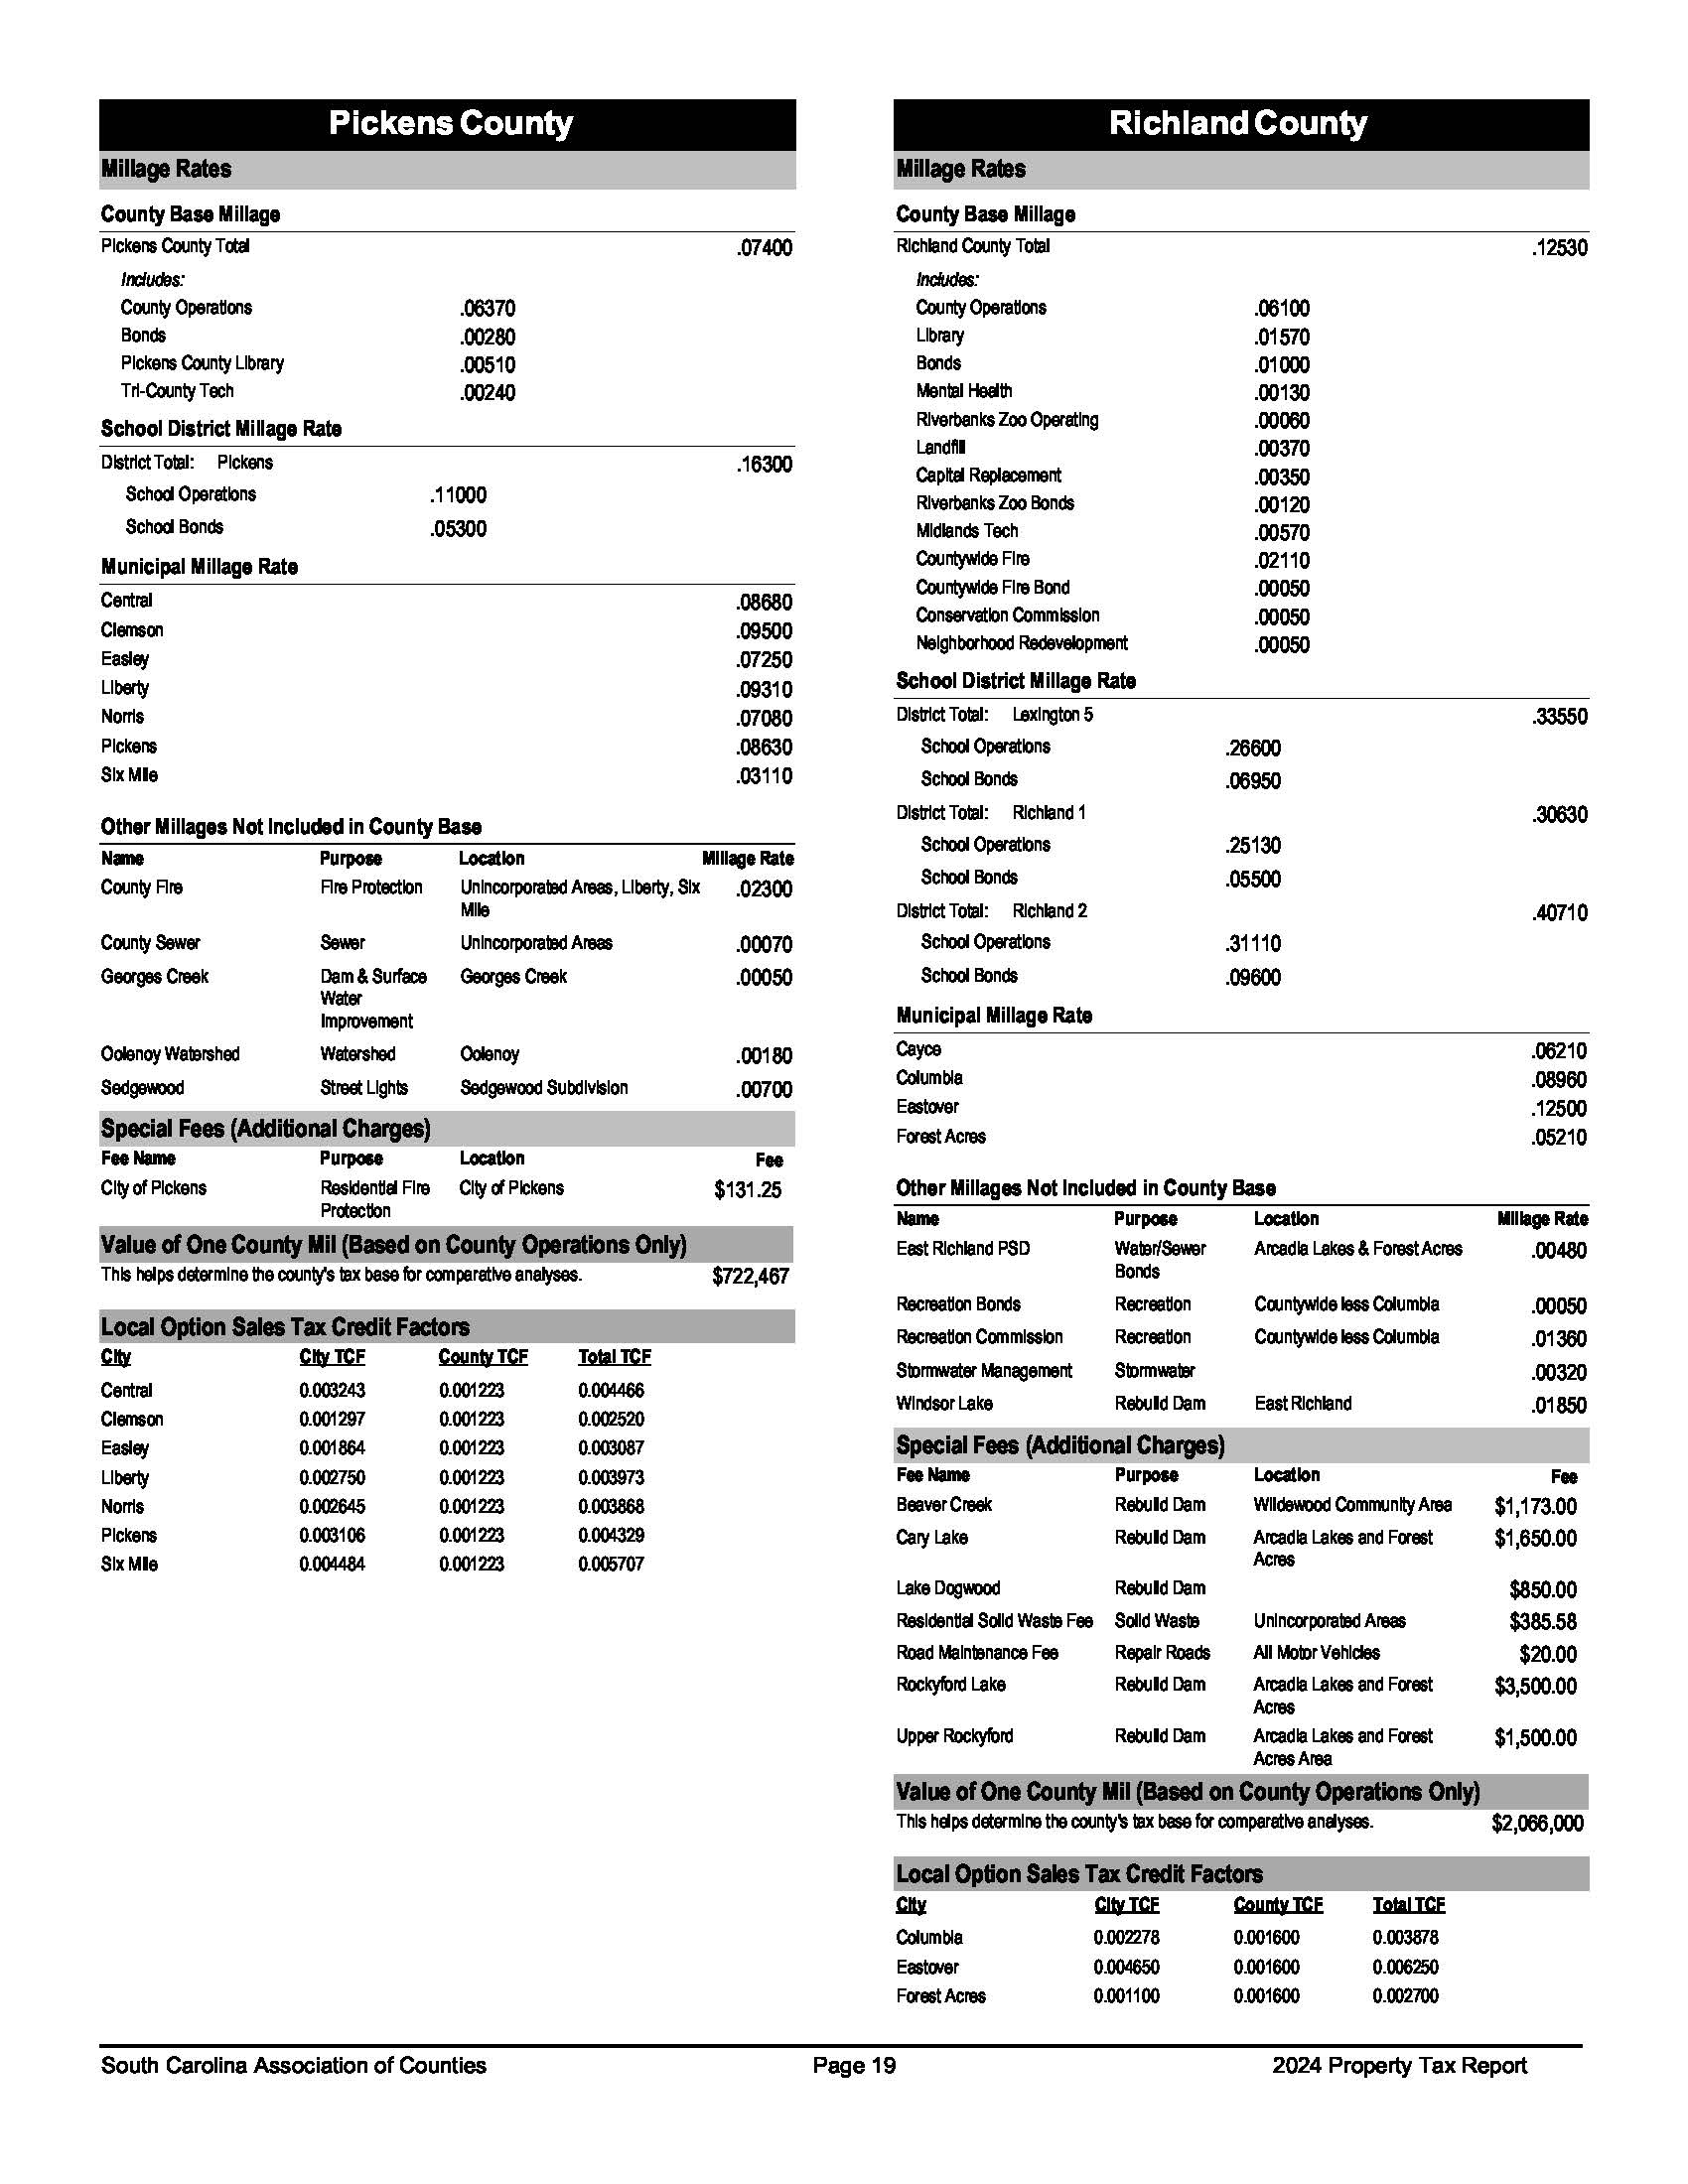 Pickens County
Millage Rates
County Base Millage
Pickens County Total .07400
Includes:
County Operations .06370
Bonds .00280
Pickens County Library .00510
Tri-County Tech .00240
School District Millage Rate
District Total: Pickens .16300
School Operations .11000
School Bonds .05300
Municipal Millage Rate
Central .08680
Clemson .09500
Easley .07250
Liberty .09310
Norris .07080
Pickens .08630
Six Mile .03110
Other Millages Not Included in County Base
Name Purpose Location Millage Rate
County Fire Fire Protection Unincorporated Areas, Liberty, Six .02300
Mile
County Sewer Sewer Unincorporated Areas .00070
Georges Creek Dam & Surface Georges Creek .00050
Water
Improvement
Oolenoy Watershed Watershed Oolenoy .00180
Sedgewood Street Lights Sedgewood Subdivision .00700
Special Fees (Additional Charges)
Fee Name Purpose Location Fee
City of Pickens Residential Fire City of Pickens $131.25
Protection
Value of One County Mil (Based on County Operations Only)
This helps determine the county's tax base for comparative analyses. $722,467
Local Option Sales Tax Credit Factors
City City TCF County TCF Total TCF
Central 0.003243 0.001223 0.004466
Clemson 0.001297 0.001223 0.002520
Easley 0.001864 0.001223 0.003087
Liberty 0.002750 0.001223 0.003973
Norris 0.002645 0.001223 0.003868
Pickens 0.003106 0.001223 0.004329
Six Mile 0.004484 0.001223 0.005707
Richland County
Millage Rates
County Base Millage
Richland County Total .12530
Includes:
County Operations .06100
Library .01570
Bonds .01000
Mental Health .00130
Riverbanks Zoo Operating .00060
Landfill .00370
Capital Replacement .00350
Riverbanks Zoo Bonds .00120
Midlands Tech .00570
Countywide Fire .02110
Countywide Fire Bond .00050
Conservation Commission .00050
Neighborhood Redevelopment .00050
School District Millage Rate
District Total: Lexington 5 .33550
School Operations .26600
School Bonds .06950
District Total: Richland 1 .30630
School Operations .25130
School Bonds .05500
District Total: Richland 2 .40710
School Operations .31110
School Bonds .09600
Municipal Millage Rate
Cayce .06210
Columbia .08960
Eastover .12500
Forest Acres .05210
Other Millages Not Included in County Base
Name Purpose Location Millage Rate
East Richland PSD Water/Sewer Arcadia Lakes & Forest Acres .00480
Bonds
Recreation Bonds Recreation Countywide less Columbia .00050
Recreation Commission Recreation Countywide less Columbia .01360
Stormwater Management Stormwater .00320
Windsor Lake Rebuild Dam East Richland .01850
Special Fees (Additional Charges)
Fee Name Purpose Location Fee
Beaver Creek Rebuild Dam Wildewood Community Area $1,173.00
Cary Lake Rebuild Dam Arcadia Lakes and Forest $1,650.00
Acres
Lake Dogwood Rebuild Dam $850.00
Residential Solid Waste Fee Solid Waste Unincorporated Areas $385.58
Road Maintenance Fee Repair Roads All Motor Vehicles $20.00
Rockyford Lake Rebuild Dam Arcadia Lakes and Forest $3,500.00
Acres
Upper Rockyford Rebuild Dam Arcadia Lakes and Forest $1,500.00
Acres Area
Value of One County Mil (Based on County Operations Only)
This helps determine the county's tax base for comparative analyses. $2,066,000
Local Option Sales Tax Credit Factors
City City TCF County TCF Total TCF
Columbia 0.002278 0.001600 0.003878
Eastover 0.004650 0.001600 0.006250
Forest Acres 0.001100 0.001600 0.002700
South Carolina Association of Counties Page 19 2024 Property Tax Report